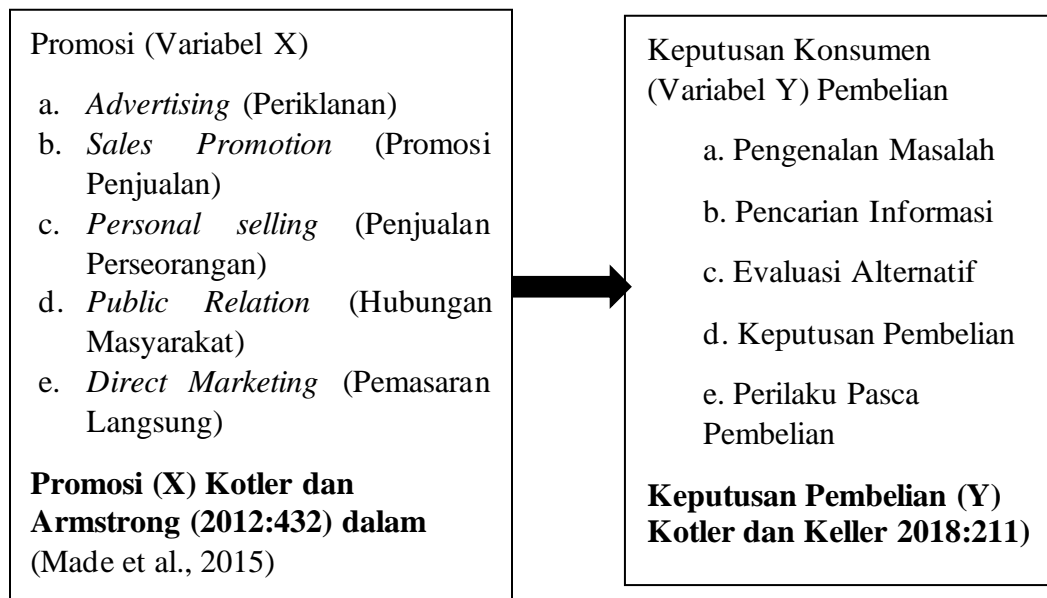 Promosi (Variabel X)
a. Advertising (Periklanan)
b. Sales Promotion (Promosi
Penjualan)
c. Personal selling (Penjualan
Perseorangan)
d. Public Relation (Hubungan
Masyarakat)
e. Direct Marketing (Pemasaran
Langsung)
Promosi (X) Kotler dan
Armstrong (2012:432) dalam
(Made et al., 2015)
Keputusan Konsumen
(Variabel Y) Pembelian
a. Pengenalan Masalah
b. Pencarian Informasi
c. Evaluasi Alternatif
d. Keputusan Pembelian
e. Perilaku Pasca
Pembelian
Keputusan Pembelian (Y)
Kotler dan Keller 2018:211)